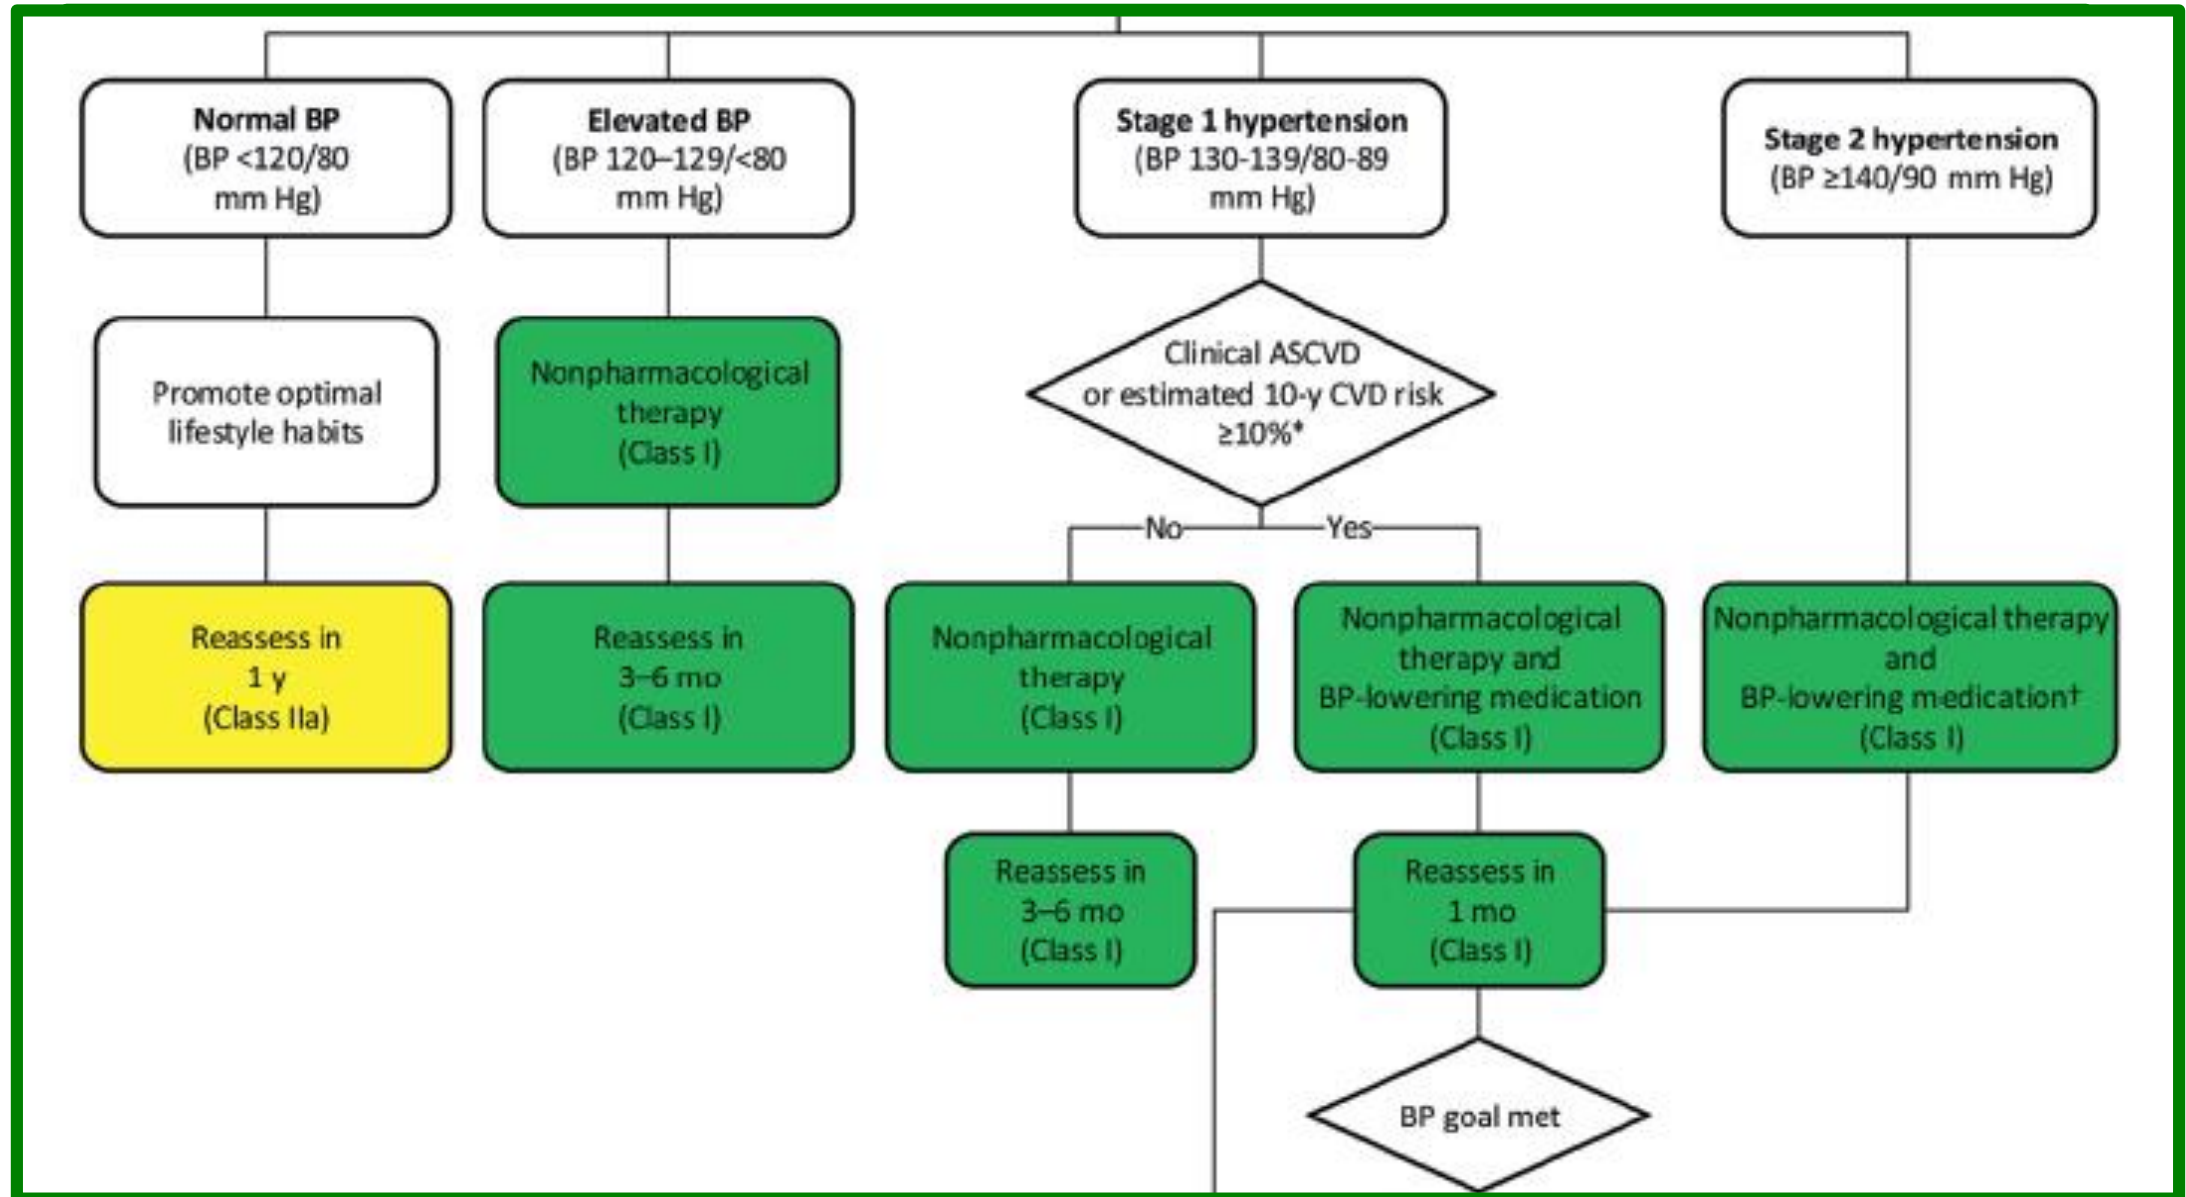 Normal BP
(BP <120/80
mm Hg)
Elevated BP
(BP 120–129/<80
mm Hg)
Stage 1 hypertension
(BP 130-139/80-89
mm Hg)
Stage 2 hypertension
(BP ≥140/90 mm Hg)
Promote optimal
lifestyle habits
Nonpharmacological
therapy
(Class I)
Clinical ASCVD
or estimated 10-y CVD risk
≥10%*
No
Yes
Reassess in
1 y
(Class IIa)
Reassess in
3–6 mo
(Class I)
Nonpharmacological
therapy
(Class I)
Nonpharmacological
therapy and
BP-lowering medication
(Class I)
Nonpharmacological therapy
and
BP-lowering medication†
(Class I)
Reassess in
3–6 mo
(Class I)
Reassess in
1 mo
(Class I)
BP goal met